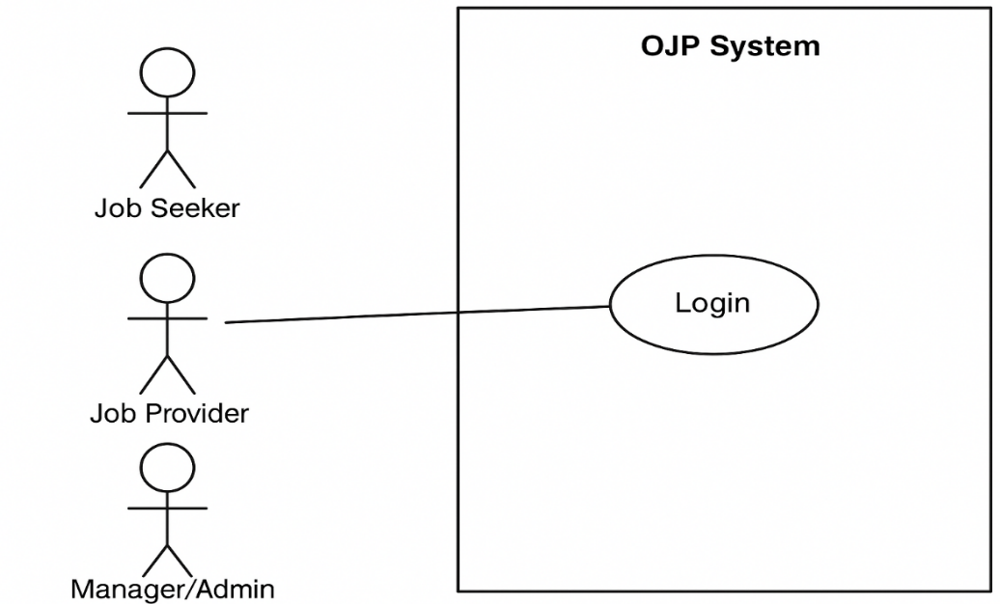 OJP System
Job Seeker
Login
Job Provider
Manager/Admin